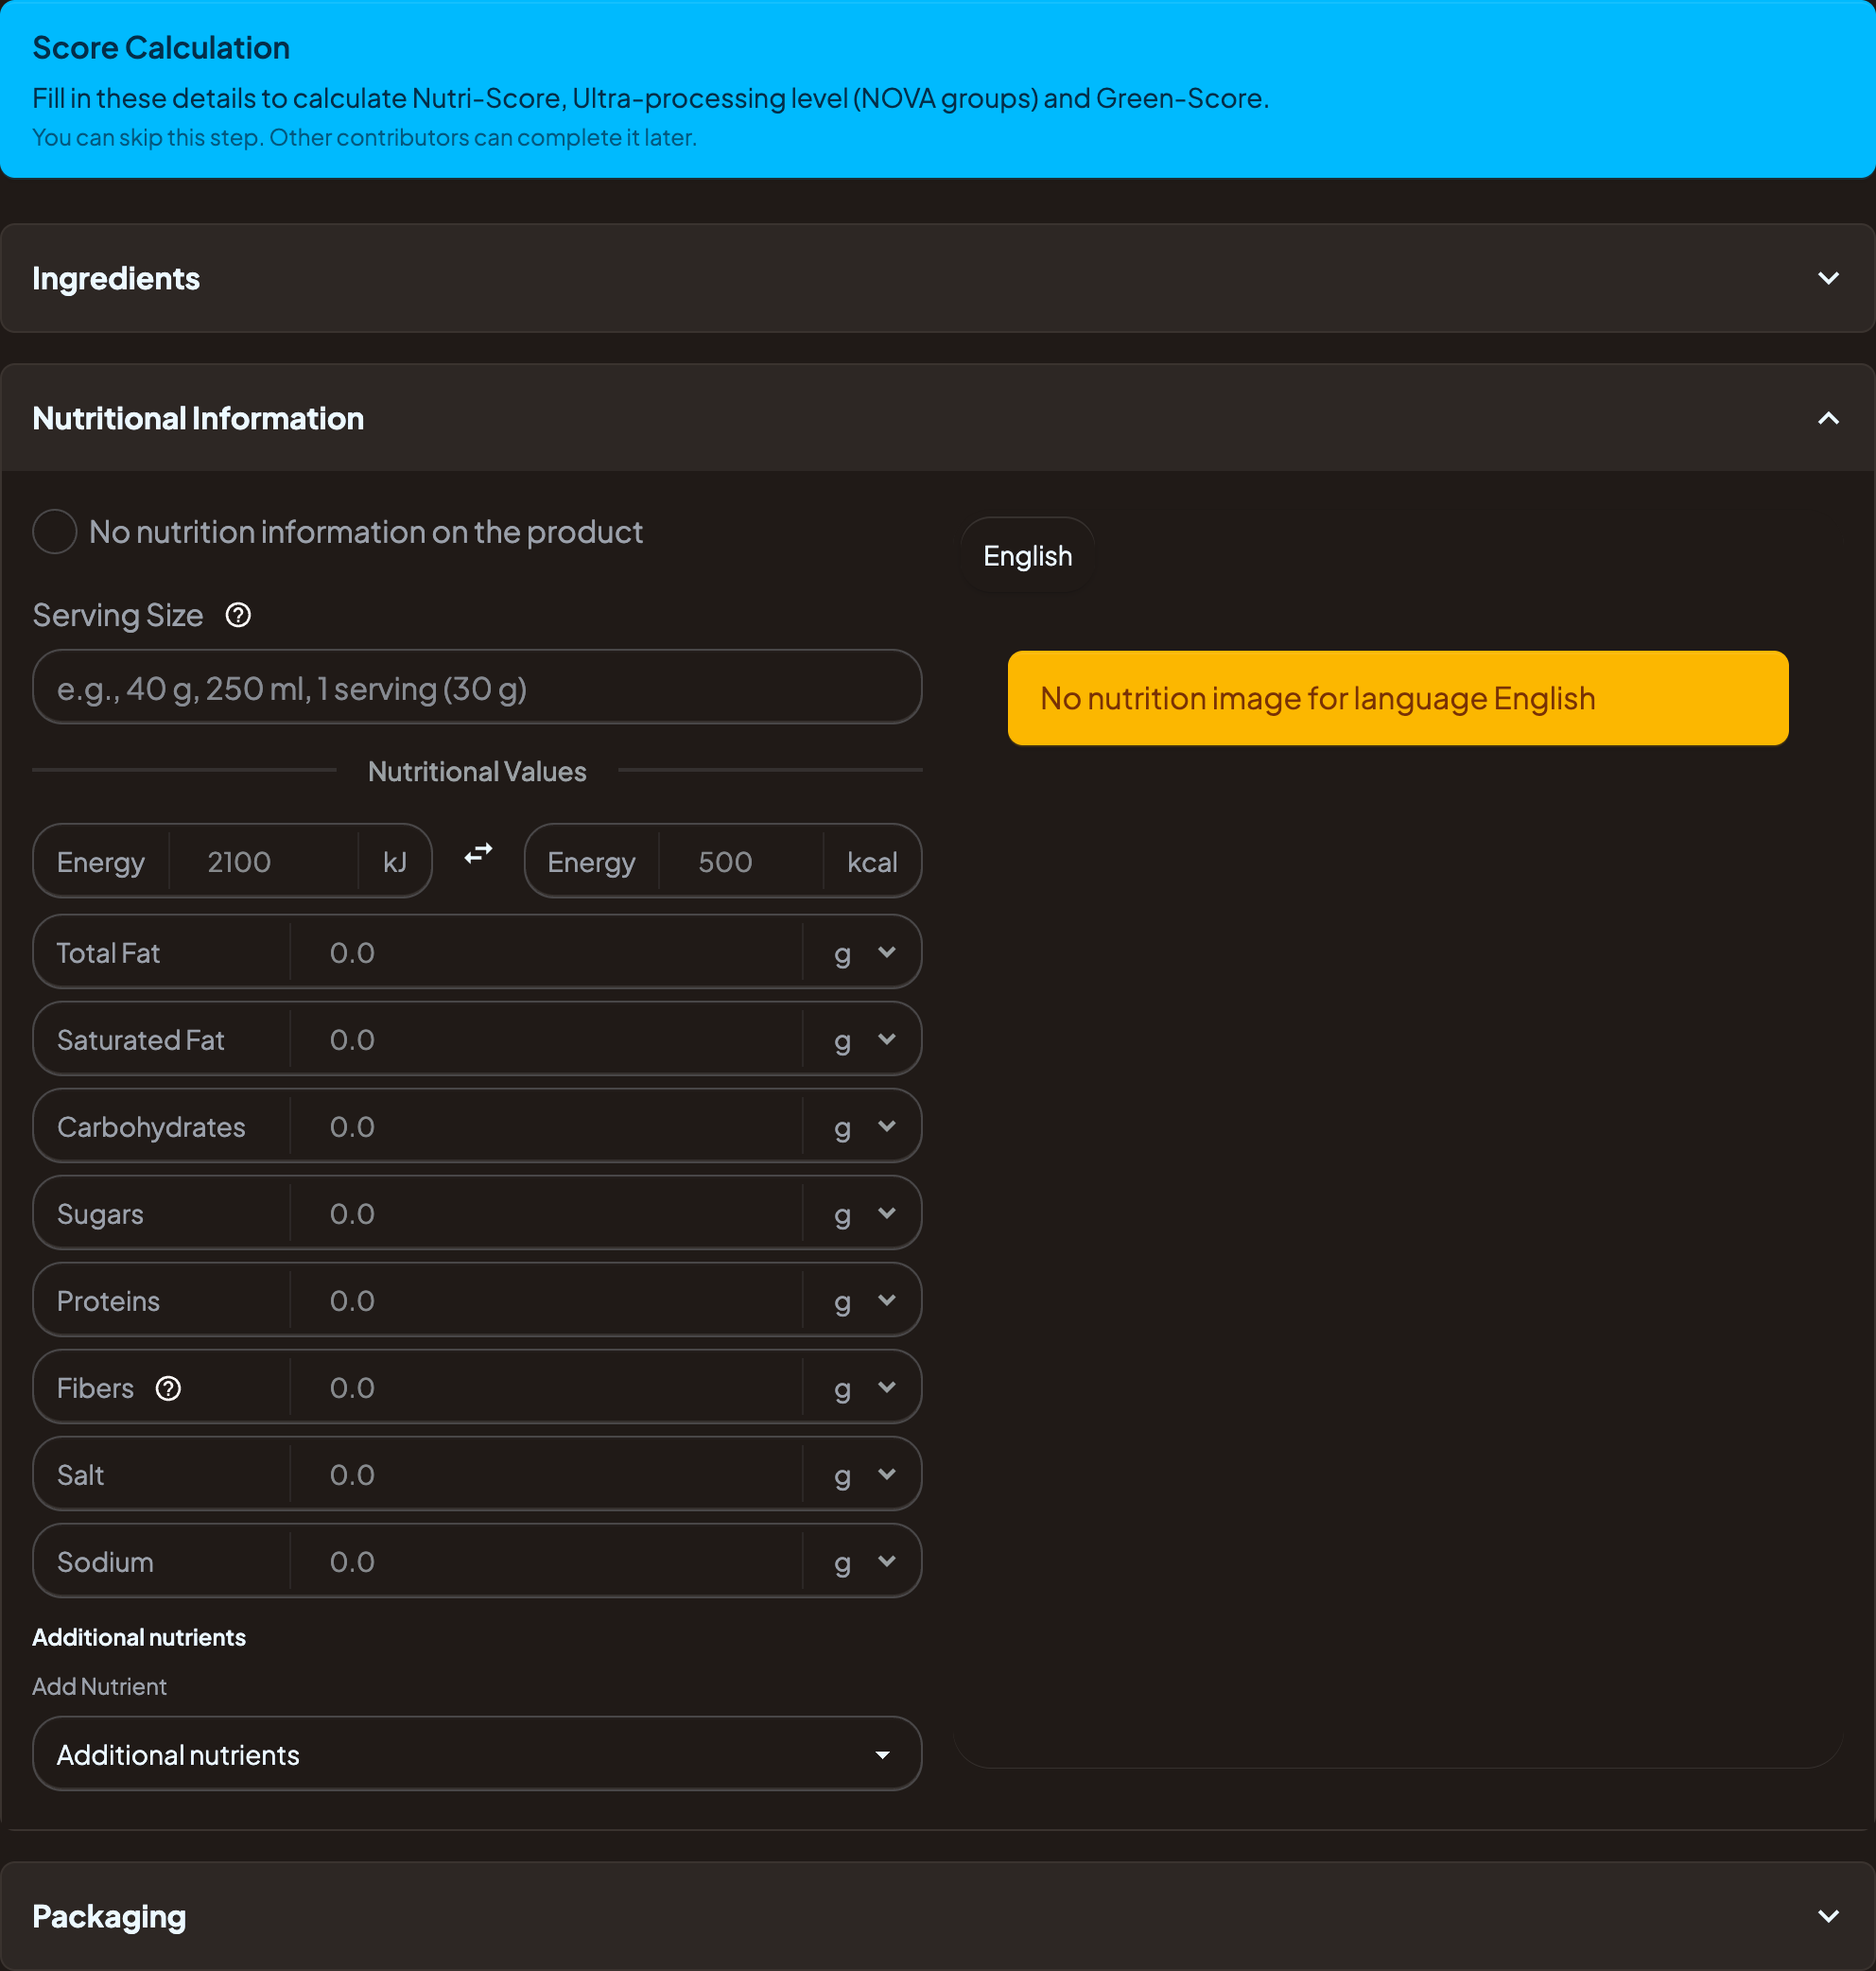 Score Calculation
Fill in these details to calculate Nutri-Score, Ultra-processing level (NOVA groups) and Green-Score.
You can skip this step. Other contributors can complete it later.
Ingredients
Nutritional Information
No nutrition information on the product
Serving Size
e.g., 40 g, 250 ml, 1 serving (30 g)
Nutritional Values
Energy 2100 kJ Energy 500 kcal
Total Fat 0.0 g
Saturated Fat 0.0 g
Carbohydrates 0.0 g
Sugars 0.0 g
Proteins 0.0 g
Fibers 0.0 g
Salt 0.0 g
Sodium 0.0 g
Additional nutrients
Add Nutrient
Additional nutrients
English
No nutrition image for language English
Packaging